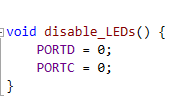 void disable_LEDs() {
    PORTD = 0;
    PORTC = 0;
}